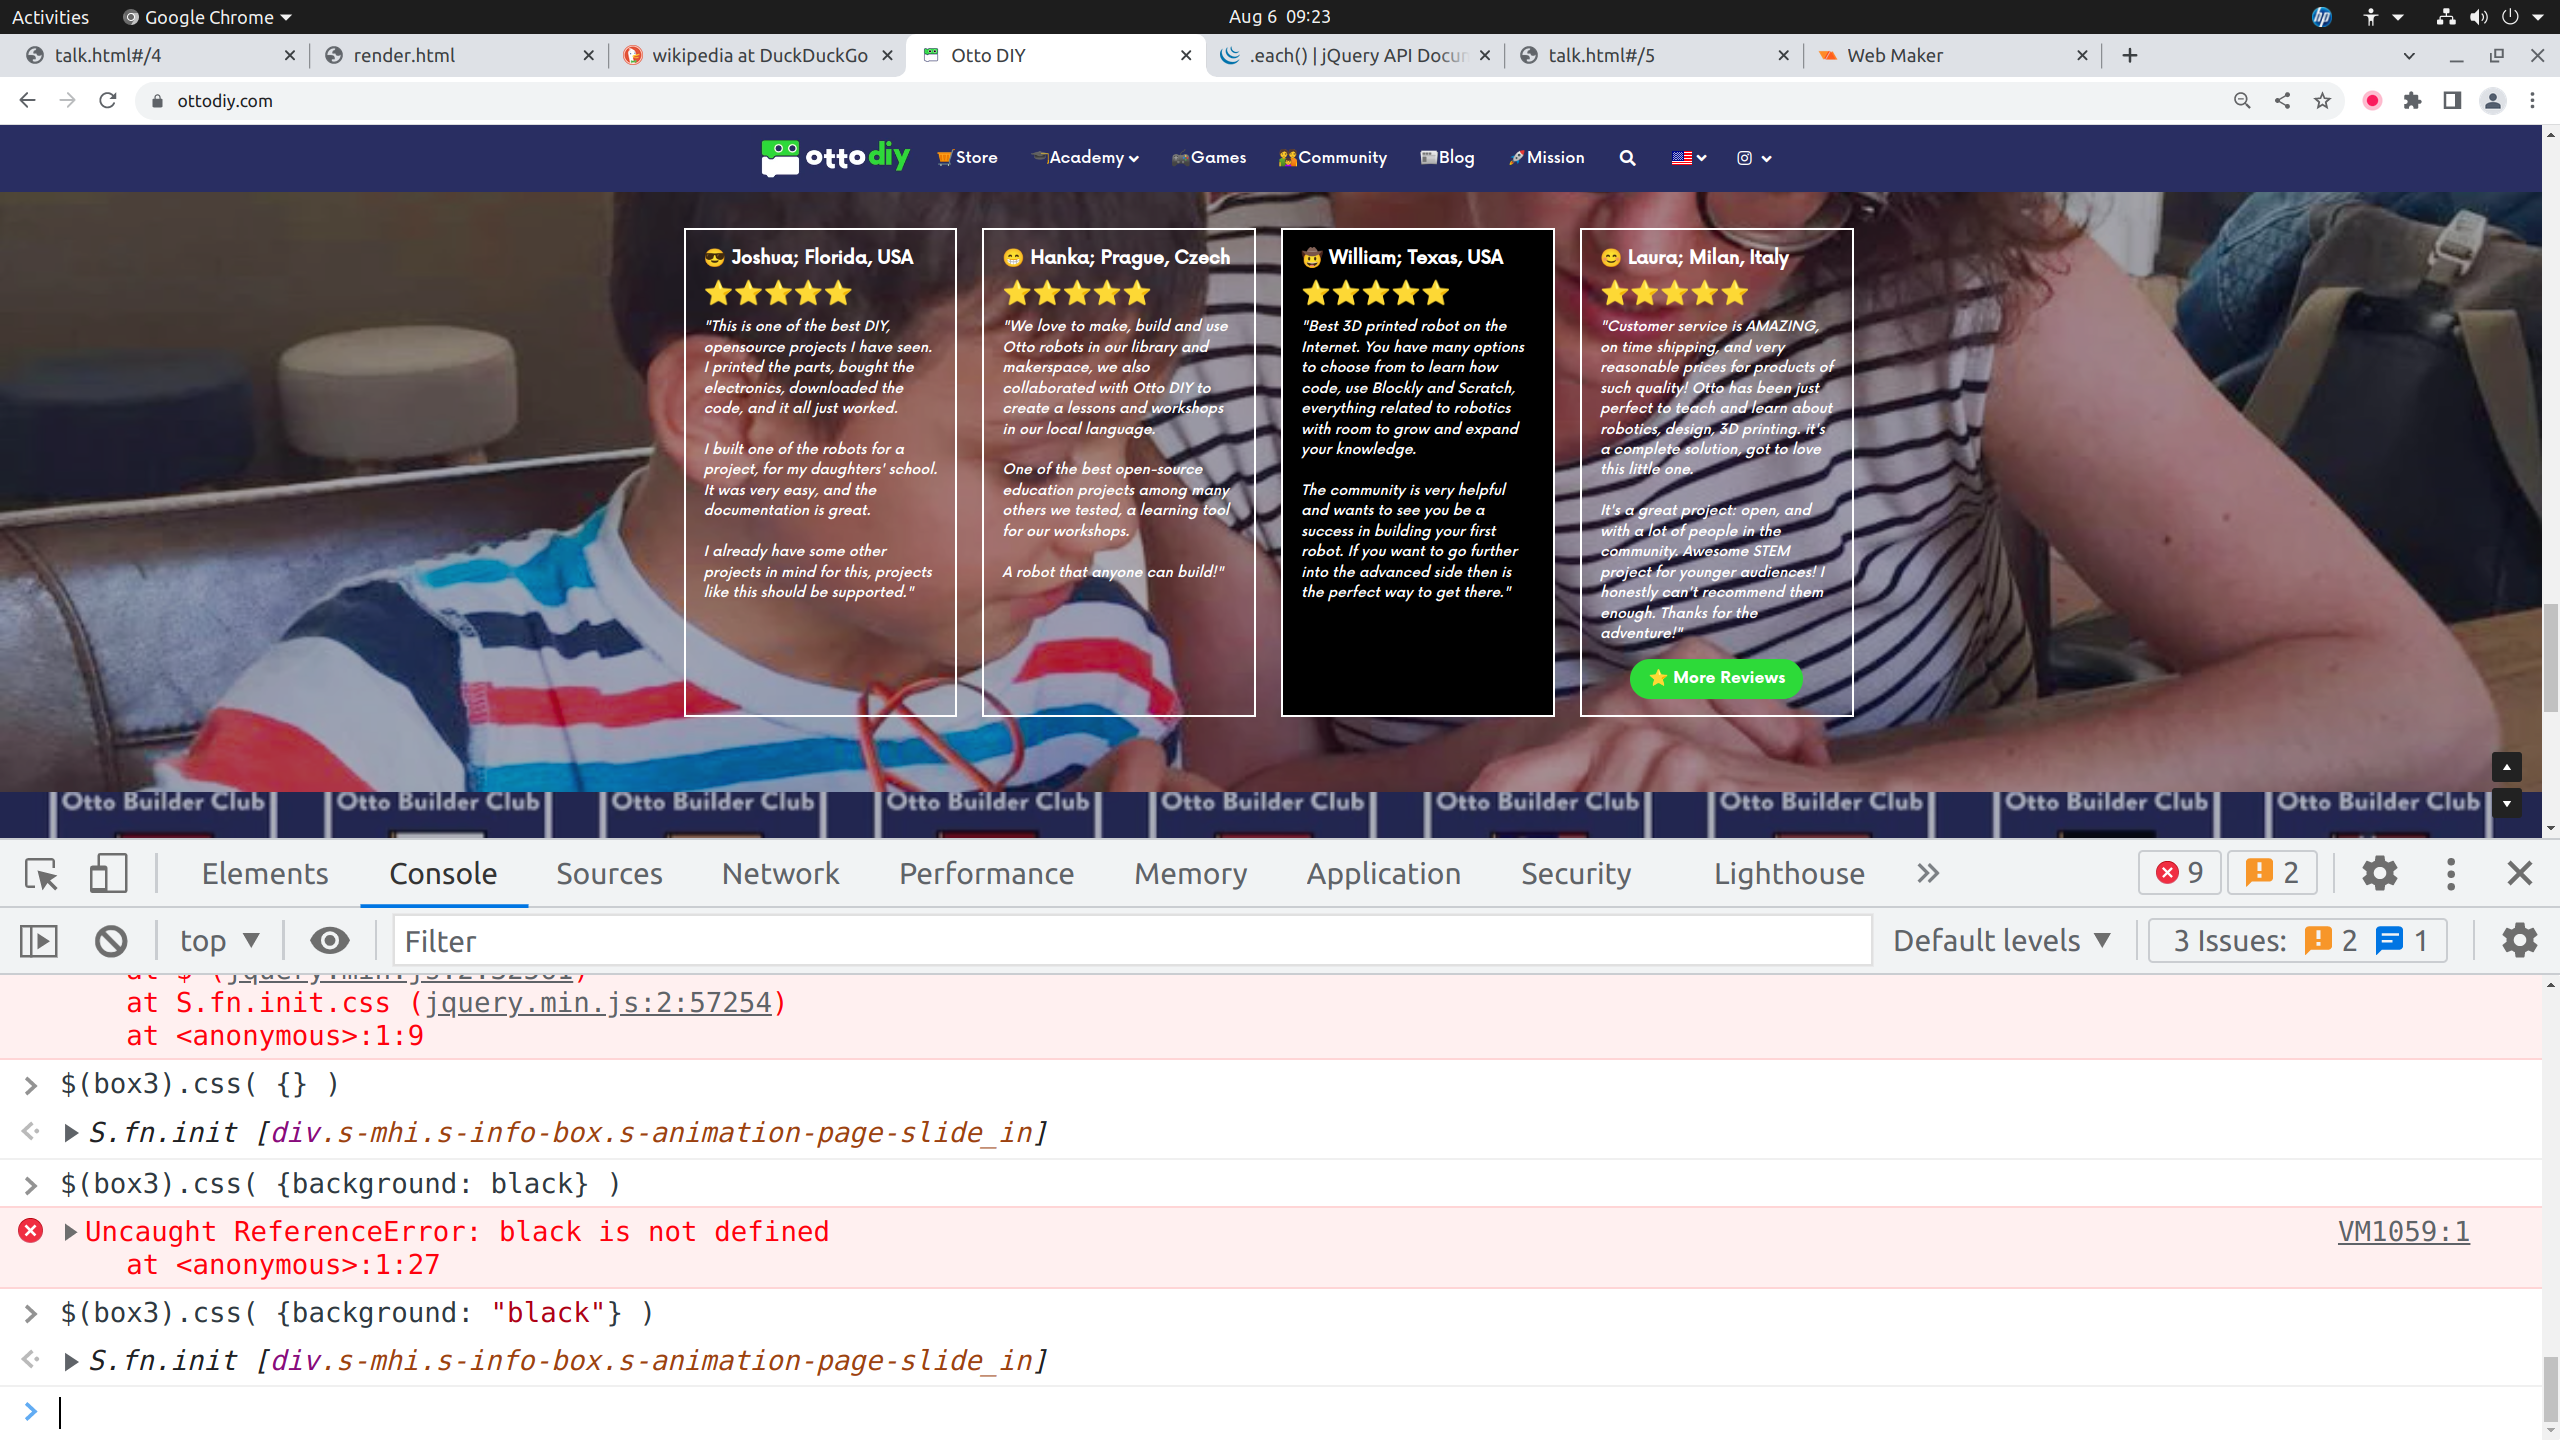 Activities Google Chrome Aug 6 09:23
talk.html#/4 render.html wikipedia at DuckDuckGo Otto DIY .each() | jQuery API Docum talk.html#/5 Web Maker
ottodiy.com
otto diy Store Academy Games Community Blog Mission
😎 Joshua; Florida, USA
⭐⭐⭐⭐⭐
"This is one of the best DIY,
opensource projects I have seen.
I printed the parts, bought the
electronics, downloaded the
code, and it all just worked.
I built one of the robots for a
project, for my daughters' school.
It was very easy, and the
documentation is great.
I already have some other
projects in mind for this, projects
like this should be supported."
😁 Hanka; Prague, Czech
⭐⭐⭐⭐⭐
"We love to make, build and use
Otto robots in our library and
makerspace, we also
collaborated with Otto DIY to
create a lessons and workshops
in our local language.
One of the best open-source
education projects among many
others we tested, a learning tool
for our workshops.
A robot that anyone can build!"
🤠 William; Texas, USA
⭐⭐⭐⭐⭐
"Best 3D printed robot on the
Internet. You have many options
to choose from to learn how
code, use Blockly and Scratch,
everything related to robotics
with room to grow and expand
your knowledge.
The community is very helpful
and wants to see you be a
success in building your first
robot. If you want to go further
into the advanced side then is
the perfect way to get there."
😊 Laura; Milan, Italy
⭐⭐⭐⭐⭐
"Customer service is AMAZING,
on time shipping, and very
reasonable prices for products of
such quality! Otto has been just
perfect to teach and learn about
robotics, design, 3D printing. it's
a complete solution, got to love
this little one.
It's a great project: open, and
with a lot of people in the
community. Awesome STEM
project for younger audiences! I
honestly can't recommend them
enough. Thanks for the
adventure!"
⭐ More Reviews
Otto Builder Club Otto Builder Club Otto Builder Club Otto Builder Club Otto Builder Club Otto Builder Club Otto Builder Club Otto Builder Club Otto Builder Club
Elements Console Sources Network Performance Memory Application Security Lighthouse 9 2
top Filter Default levels 3 Issues: 2 1
at S.fn.init.css (jquery.min.js:2:57254)
at <anonymous>:1:9
$(box3).css( {} )
S.fn.init [div.s-mhi.s-info-box.s-animation-page-slide_in]
$(box3).css( {background: black} )
Uncaught ReferenceError: black is not defined VM1059:1
at <anonymous>:1:27
$(box3).css( {background: "black"} )
S.fn.init [div.s-mhi.s-info-box.s-animation-page-slide_in]